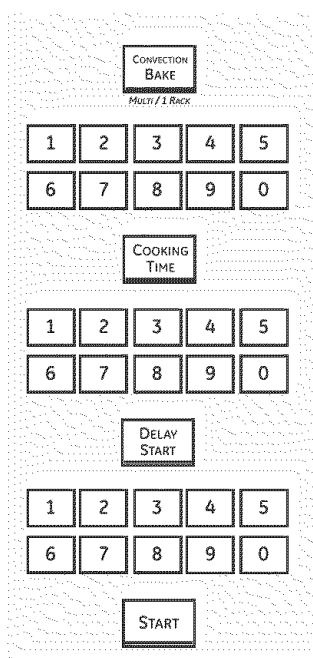 Convection
Bake
Multi / 1 Rack
1 2 3 4 5
6 7 8 9 0
Cooking
Time
1 2 3 4 5
6 7 8 9 0
Delay
Start
1 2 3 4 5
6 7 8 9 0
Start